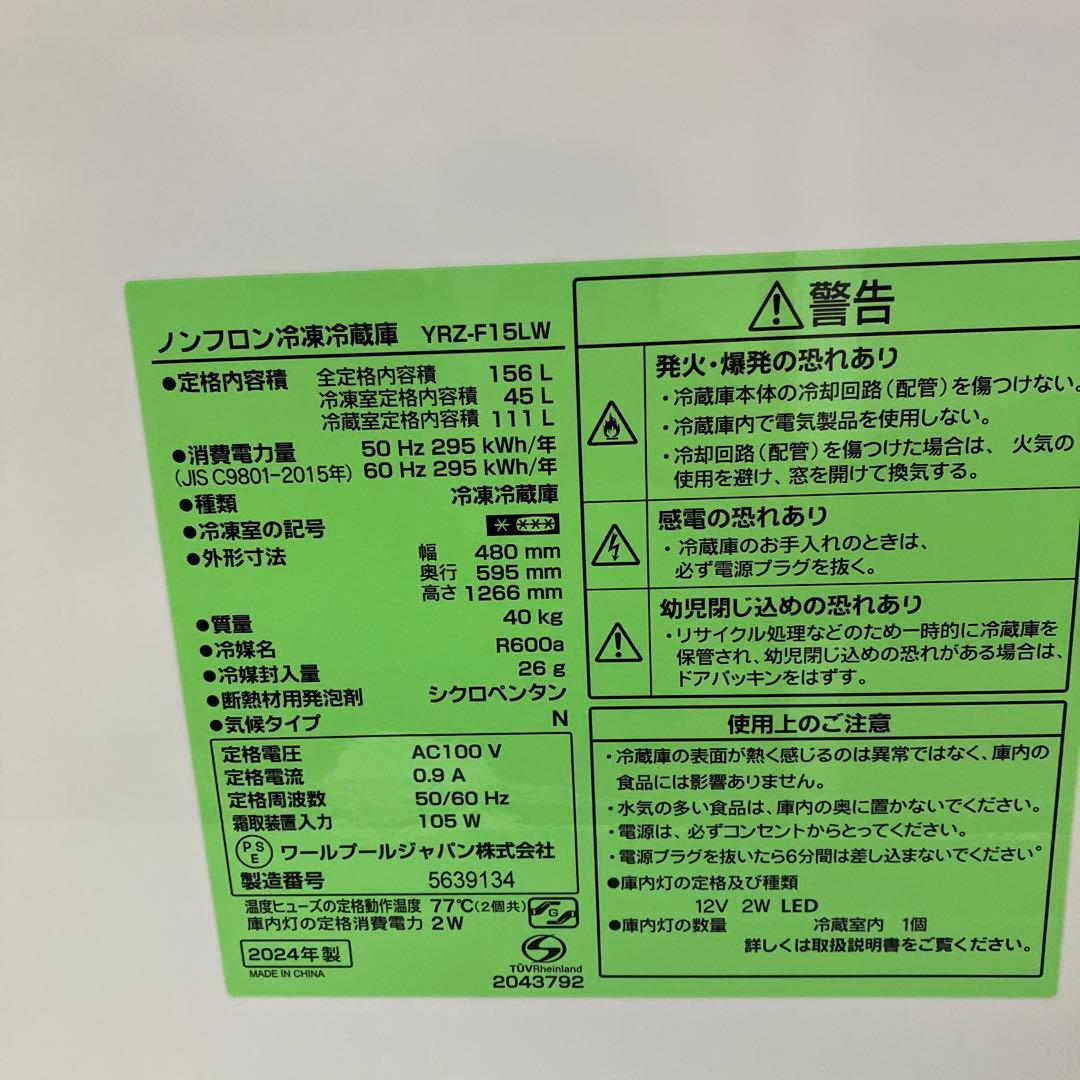 ノンフロン冷凍冷蔵庫 YRZ-F15LW
●定格内容積 全定格内容積 156 L
冷凍室定格内容積 45 L
冷蔵室定格内容積 111 L
●消費電力量 50 Hz 295 kWh/年
(JIS C9801-2015年) 60 Hz 295 kWh/年
●種類 冷凍冷蔵庫
●冷凍室の記号 * ***
●外形寸法 幅 480 mm
奥行 595 mm
高さ 1266 mm
●質量 40 kg
●冷媒名 R600a
●冷媒封入量 26 g
●断熱材用発泡剤 シクロペンタン
●気候タイプ N
定格電圧 AC100 V
定格電流 0.9 A
定格周波数 50/60 Hz
霜取装置入力 105 W
PSE ワールプールジャパン株式会社
製造番号 5639134
温度ヒューズの定格動作温度 77℃(2個共)
庫内灯の定格消費電力 2W
G
2024年製
MADE IN CHINA
TÜVRheinland
2043792
⚠警告
発火・爆発の恐れあり
・冷蔵庫本体の冷却回路(配管)を傷つけない。
・冷蔵庫内で電気製品を使用しない。
・冷却回路(配管)を傷つけた場合は、火気の
使用を避け、窓を開けて換気する。
感電の恐れあり
・冷蔵庫のお手入れのときは、
必ず電源プラグを抜く。
幼児閉じ込めの恐れあり
・リサイクル処理などのため一時的に冷蔵庫を
保管され、幼児閉じ込めの恐れがある場合は、
ドアパッキンをはずす。
使用上のご注意
・冷蔵庫の表面が熱く感じるのは異常ではなく、庫内の
食品には影響ありません。
・水気の多い食品は、庫内の奥に置かないでください。
・電源は、必ずコンセントからとってください。
・電源プラグを抜いたら6分間は差し込まないでください。
●庫内灯の定格及び種類
12V 2W LED
●庫内灯の数量 冷蔵室内 1個
詳しくは取扱説明書をご覧ください。